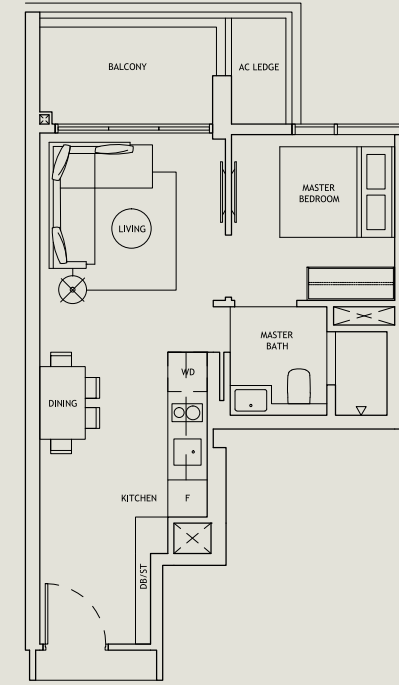 BALCONY
AC LEDGE
MASTER
BEDROOM
LIVING
MASTER
BATH
WD
DINING
KITCHEN
F
DB/ST